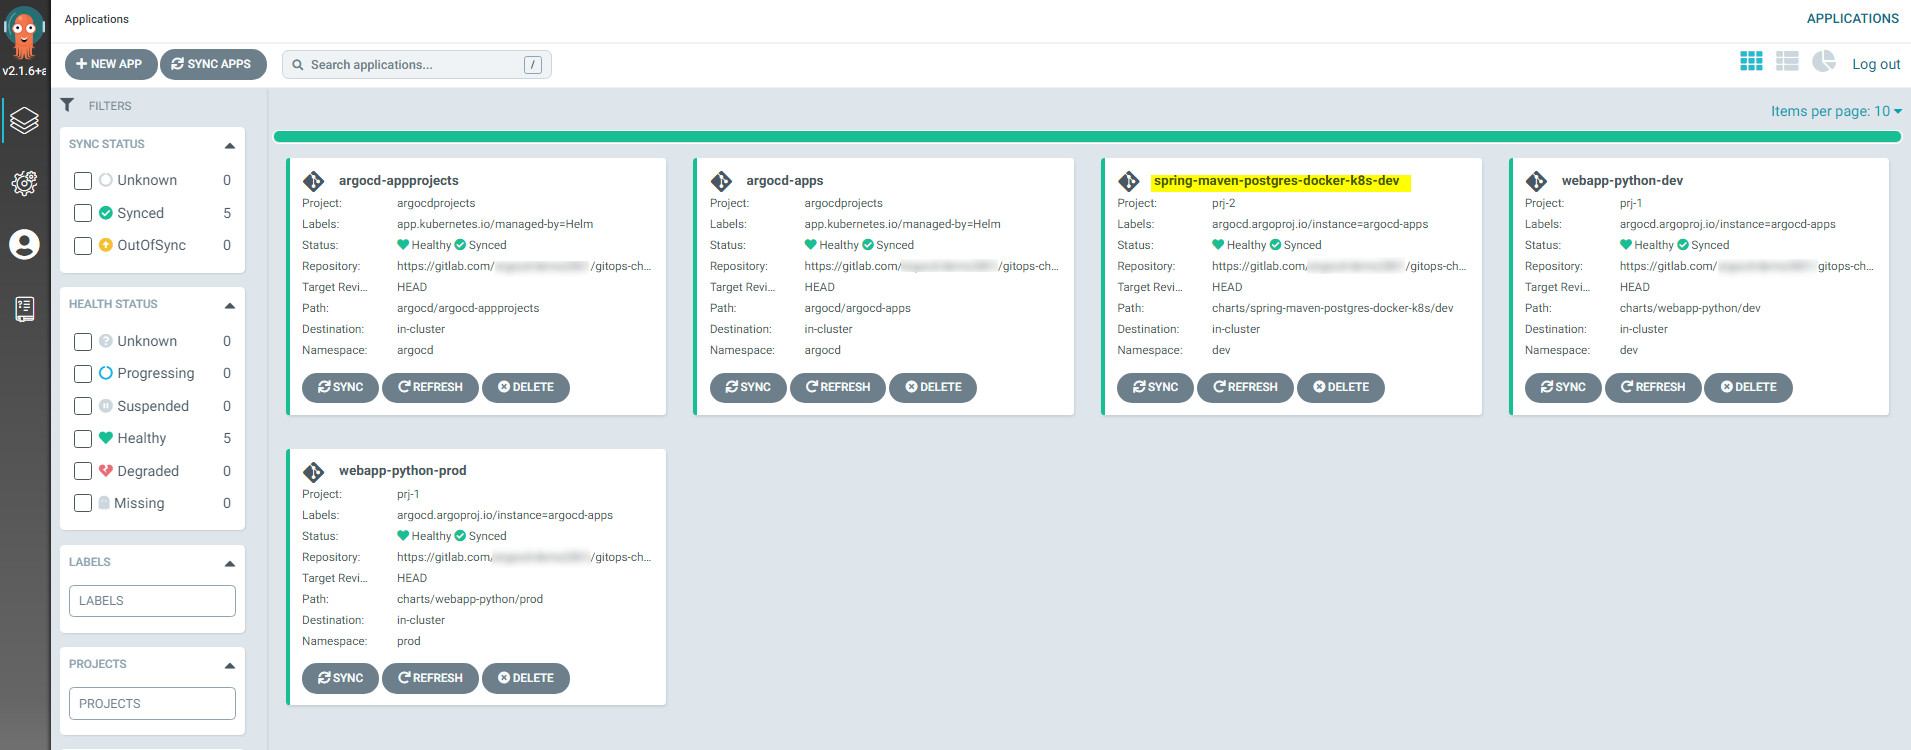 Applications
APPLICATIONS
v2.1.6+a
NEW APP
SYNC APPS
Search applications...
/
Log out
FILTERS
Items per page: 10
SYNC STATUS
Unknown 0
Synced 5
OutOfSync 0
HEALTH STATUS
Unknown 0
Progressing 0
Suspended 0
Healthy 5
Degraded 0
Missing 0
LABELS
LABELS
PROJECTS
PROJECTS
argocd-appprojects
Project: argocdprojects
Labels: app.kubernetes.io/managed-by=Helm
Status: Healthy Synced
Repository: https://gitlab.com/ /gitops-ch...
Target Revi... HEAD
Path: argocd/argocd-appprojects
Destination: in-cluster
Namespace: argocd
SYNC REFRESH DELETE
argocd-apps
Project: argocdprojects
Labels: app.kubernetes.io/managed-by=Helm
Status: Healthy Synced
Repository: https://gitlab.com/ /gitops-ch...
Target Revi... HEAD
Path: argocd/argocd-apps
Destination: in-cluster
Namespace: argocd
SYNC REFRESH DELETE
spring-maven-postgres-docker-k8s-dev
Project: prj-2
Labels: argocd.argoproj.io/instance=argocd-apps
Status: Healthy Synced
Repository: https://gitlab.com/ /gitops-ch...
Target Revi... HEAD
Path: charts/spring-maven-postgres-docker-k8s/dev
Destination: in-cluster
Namespace: dev
SYNC REFRESH DELETE
webapp-python-dev
Project: prj-1
Labels: argocd.argoproj.io/instance=argocd-apps
Status: Healthy Synced
Repository: https://gitlab.com/ gitops-ch...
Target Revi... HEAD
Path: charts/webapp-python/dev
Destination: in-cluster
Namespace: dev
SYNC REFRESH DELETE
webapp-python-prod
Project: prj-1
Labels: argocd.argoproj.io/instance=argocd-apps
Status: Healthy Synced
Repository: https://gitlab.com/ /gitops-ch...
Target Revi... HEAD
Path: charts/webapp-python/prod
Destination: in-cluster
Namespace: prod
SYNC REFRESH DELETE